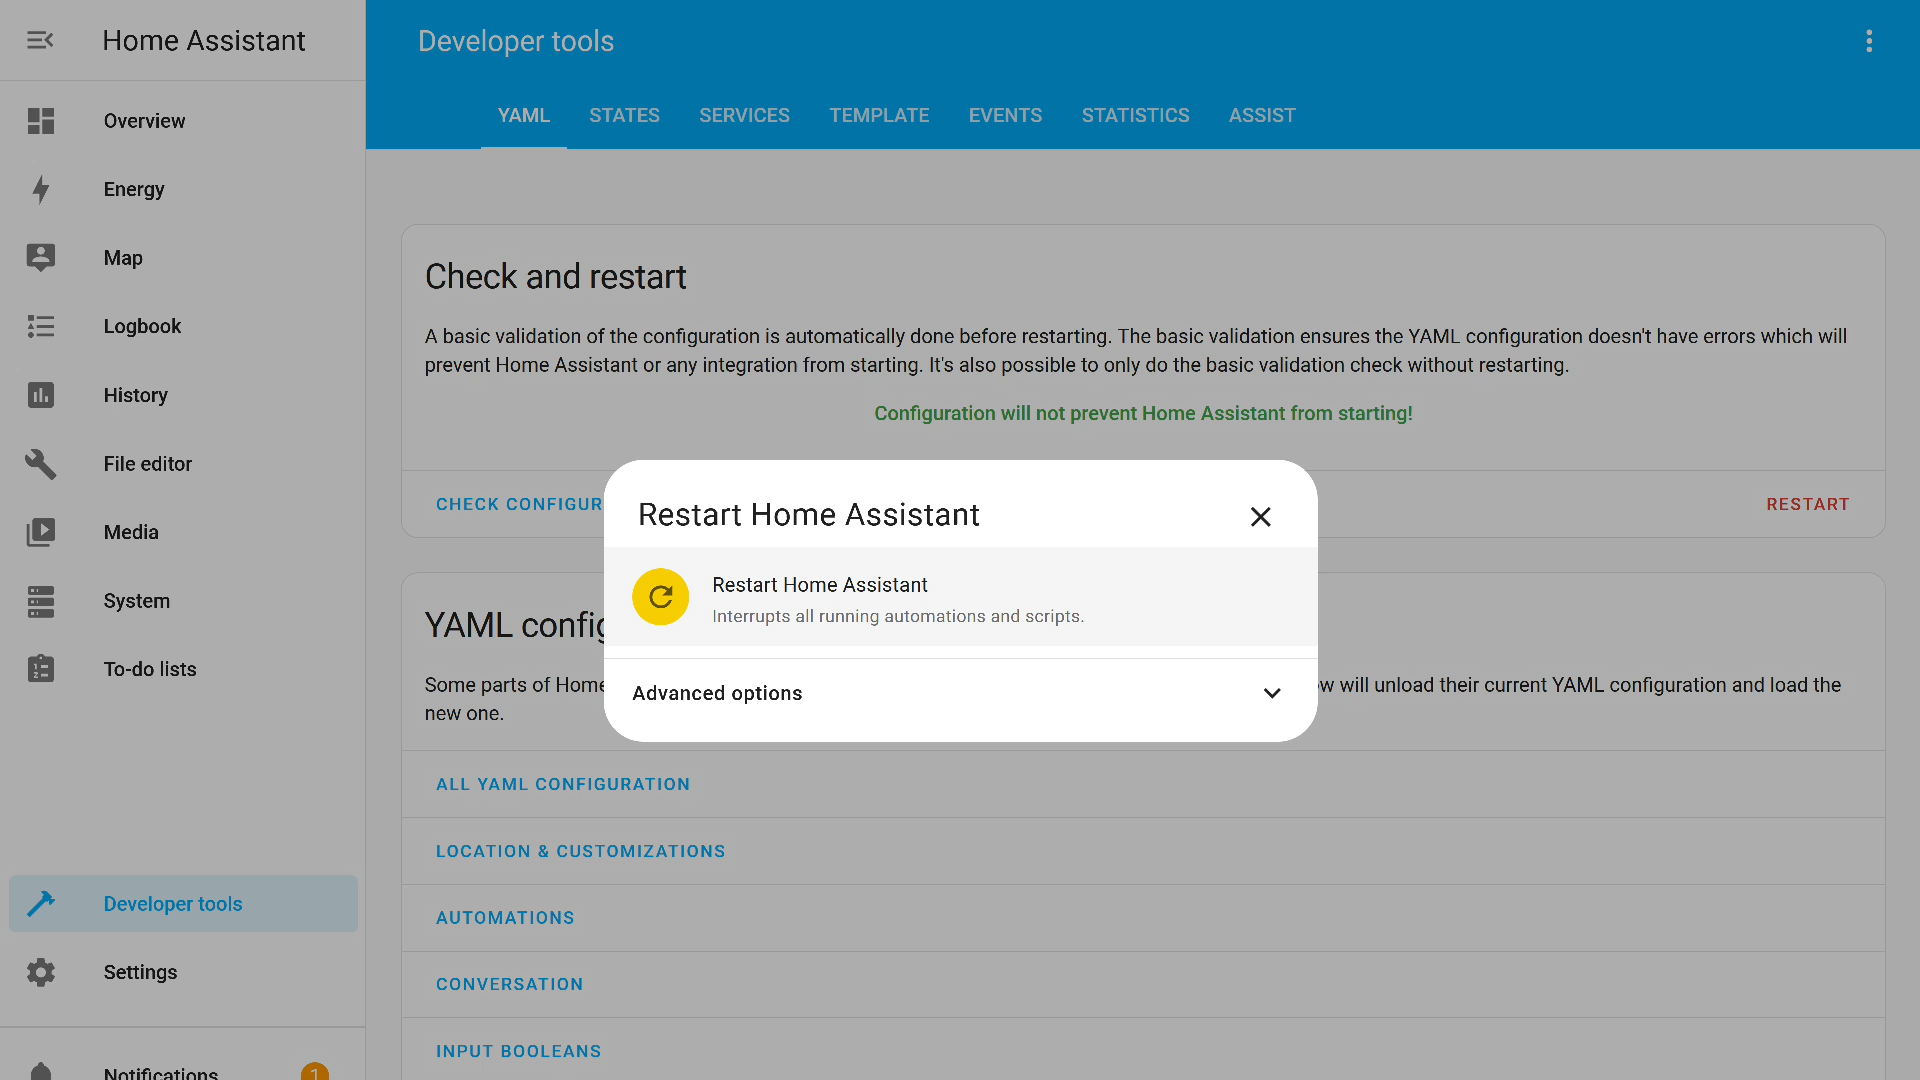 Home Assistant
Developer tools
YAML
STATES
SERVICES
TEMPLATE
EVENTS
STATISTICS
ASSIST
Overview
Energy
Map
Logbook
History
File editor
Media
System
To-do lists
Developer tools
Settings
Notifications
1
Check and restart
A basic validation of the configuration is automatically done before restarting. The basic validation ensures the YAML configuration doesn't have errors which will
prevent Home Assistant or any integration from starting. It's also possible to only do the basic validation check without restarting.
Configuration will not prevent Home Assistant from starting!
CHECK CONFIGUR
RESTART
Restart Home Assistant
Restart Home Assistant
Interrupts all running automations and scripts.
Advanced options
YAML config
Some parts of Home
w will unload their current YAML configuration and load the
new one.
ALL YAML CONFIGURATION
LOCATION & CUSTOMIZATIONS
AUTOMATIONS
CONVERSATION
INPUT BOOLEANS